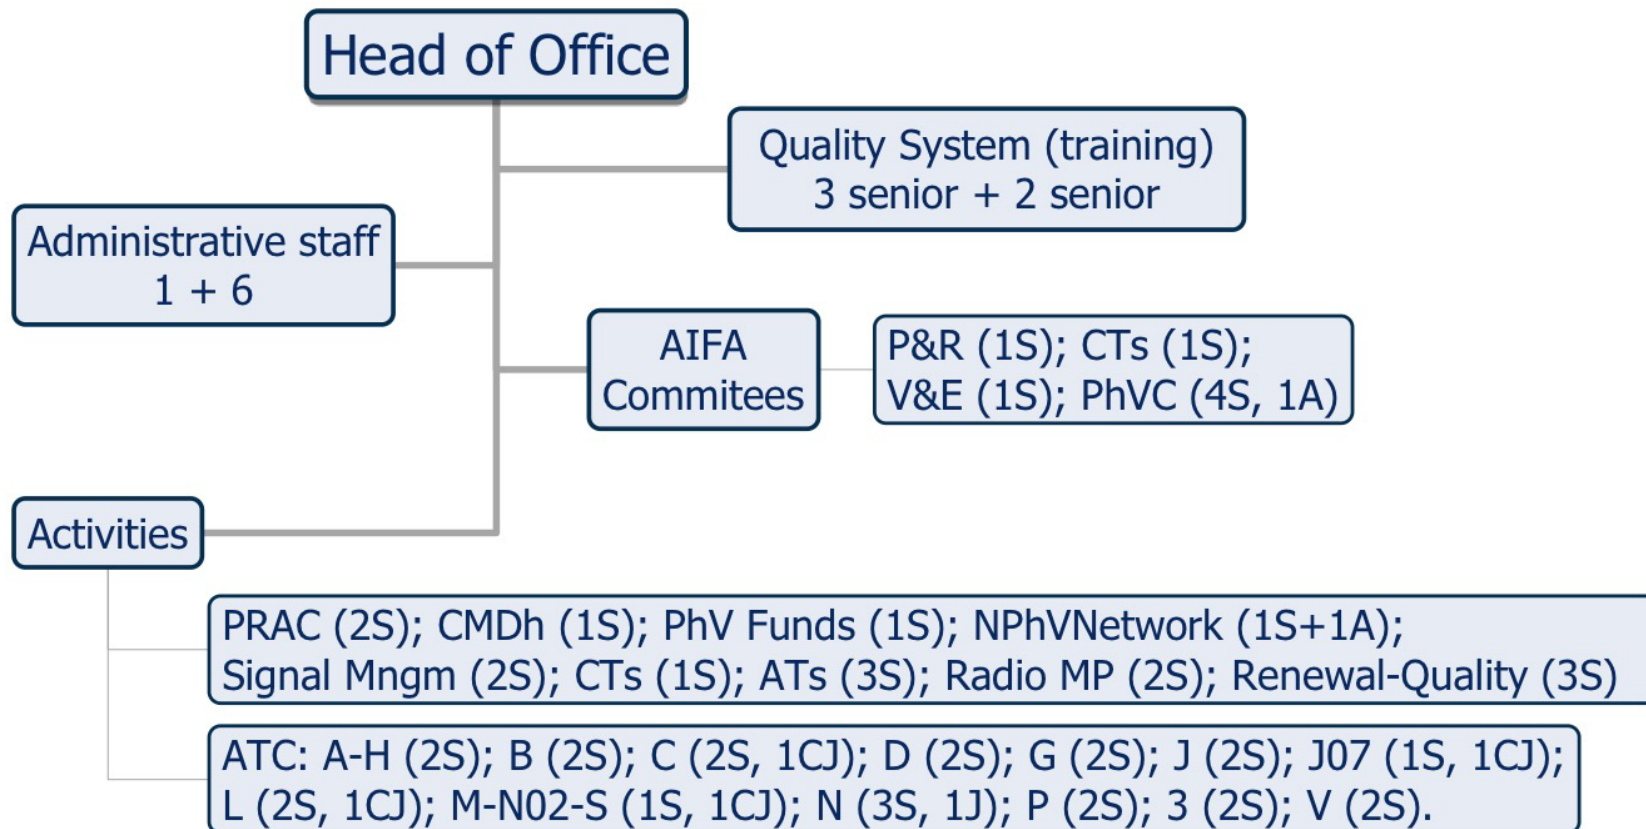 Head of Office
Quality System (training)
3 senior + 2 senior
Administrative staff
1 + 6
AIFA
Commitees
P&R (1S); CTs (1S);
V&E (1S); PhVC (4S, 1A)
Activities
PRAC (2S); CMDh (1S); PhV Funds (1S); NPhVNetwork (1S+1A);
Signal Mngm (2S); CTs (1S); ATs (3S); Radio MP (2S); Renewal-Quality (3S)
ATC: A-H (2S); B (2S); C (2S, 1CJ); D (2S); G (2S); J (2S); J07 (1S, 1CJ);
L (2S, 1CJ); M-N02-S (1S, 1CJ); N (3S, 1J); P (2S); 3 (2S); V (2S).